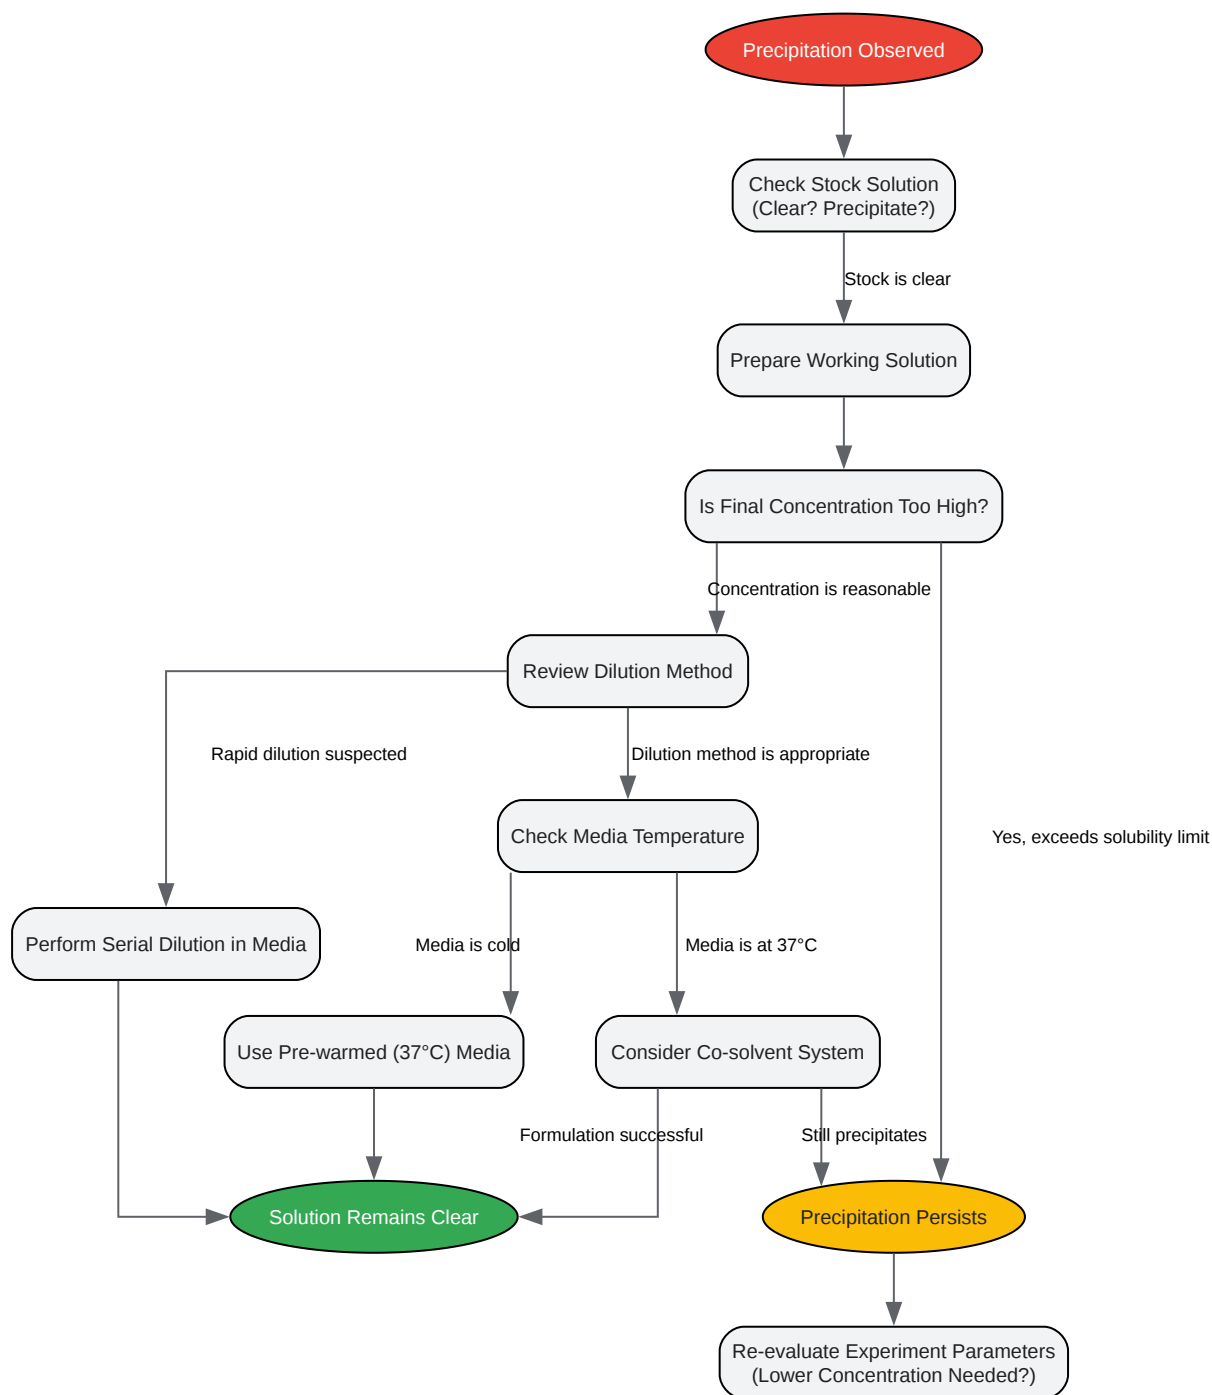 Precipitation Observed
Check Stock Solution
(Clear? Precipitate?)
Stock is clear
Prepare Working Solution
Is Final Concentration Too High?
Concentration is reasonable
Review Dilution Method
Rapid dilution suspected
Dilution method is appropriate
Check Media Temperature
Yes, exceeds solubility limit
Perform Serial Dilution in Media
Media is cold
Media is at 37°C
Use Pre-warmed (37°C) Media
Consider Co-solvent System
Formulation successful
Still precipitates
Solution Remains Clear
Precipitation Persists
Re-evaluate Experiment Parameters
(Lower Concentration Needed?)